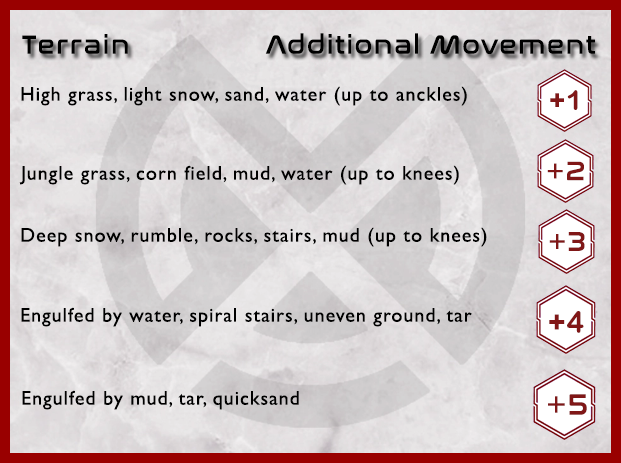 Terrain Additional Movement
High grass, light snow, sand, water (up to anckles) +1
Jungle grass, corn field, mud, water (up to knees) +2
Deep snow, rumble, rocks, stairs, mud (up to knees) +3
Engulfed by water, spiral stairs, uneven ground, tar +4
Engulfed by mud, tar, quicksand +5